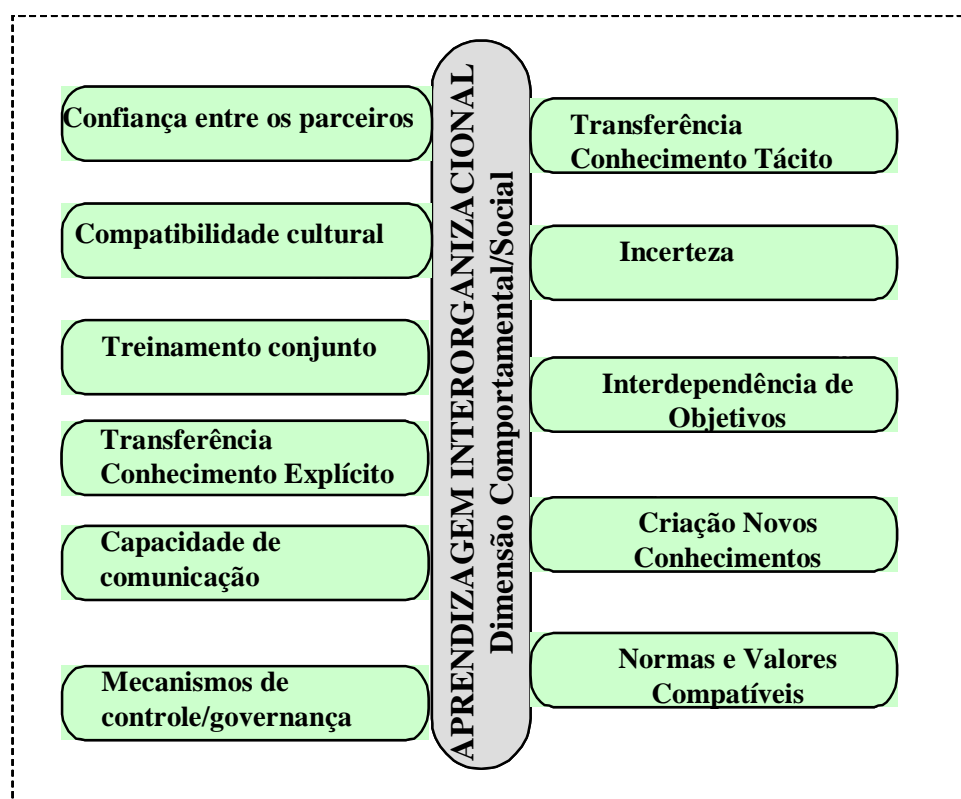 Confiança entre os parceiros
Compatibilidade cultural
Treinamento conjunto
Transferência
Conhecimento Explícito
Capacidade de
comunicação
Mecanismos de
controle/governança
APRENDIZAGEM INTERORGANIZACIONAL
Dimensão Comportamental/Social
Transferência
Conhecimento Tácito
Incerteza
Interdependência de
Objetivos
Criação Novos
Conhecimentos
Normas e Valores
Compatíveis